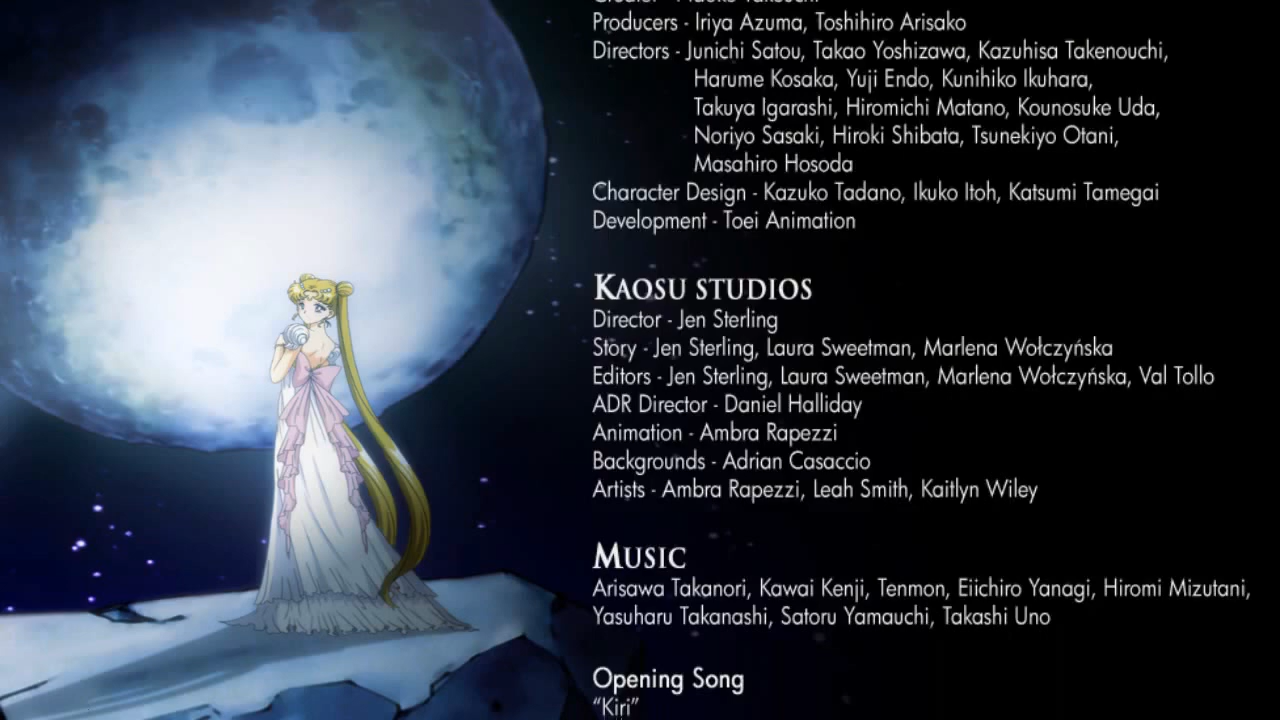 Creator - Naoko Takeuchi
Producers - Iriya Azuma, Toshihiro Arisako
Directors - Junichi Satou, Takao Yoshizawa, Kazuhisa Takenouchi,
Harume Kosaka, Yuji Endo, Kunihiko Ikuhara,
Takuya Igarashi, Hiromichi Matano, Kounosuke Uda,
Noriyo Sasaki, Hiroki Shibata, Tsunekiyo Otani,
Masahiro Hosoda
Character Design - Kazuko Tadano, Ikuko Itoh, Katsumi Tamegai
Development - Toei Animation
KAOSU STUDIOS
Director - Jen Sterling
Story - Jen Sterling, Laura Sweetman, Marlena Wołczyńska
Editors - Jen Sterling, Laura Sweetman, Marlena Wołczyńska, Val Tollo
ADR Director - Daniel Halliday
Animation - Ambra Rapezzi
Backgrounds - Adrian Casaccio
Artists - Ambra Rapezzi, Leah Smith, Kaitlyn Wiley
MUSIC
Arisawa Takanori, Kawai Kenji, Tenmon, Eiichiro Yanagi, Hiromi Mizutani,
Yasuharu Takanashi, Satoru Yamauchi, Takashi Uno
Opening Song
“Kiri”